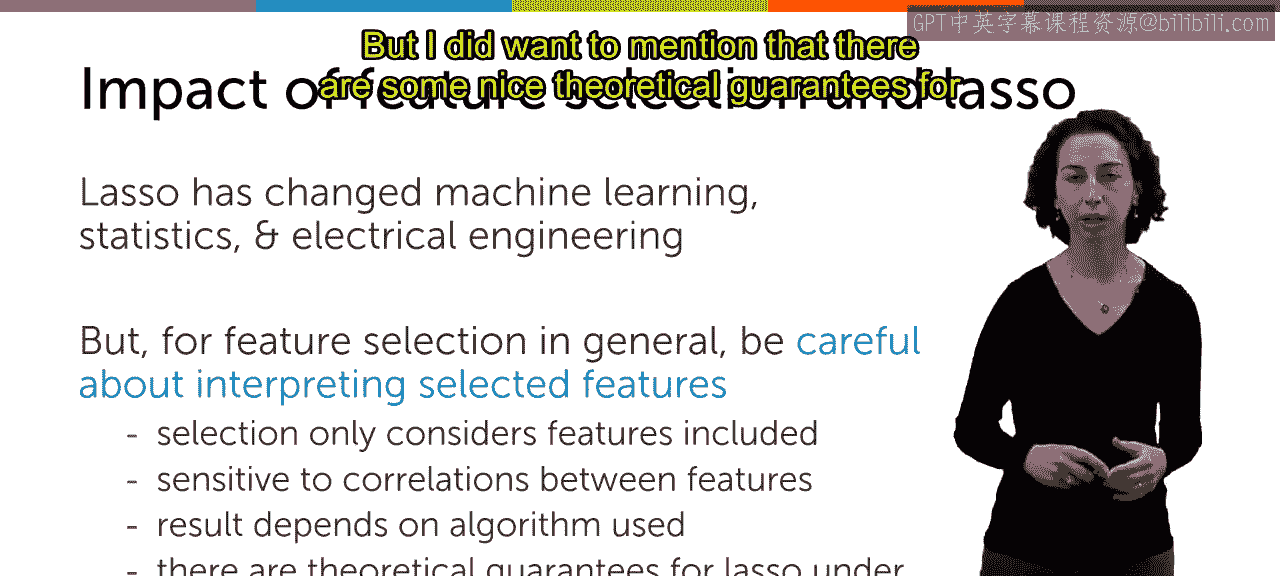 GPT中英字幕课程资源@bilibili.com
But I did want to mention that there
are some nice theoretical guarantees for
Impact of feature selection and lasso
Lasso has changed machine learning,
statistics, & electrical engineering
But, for feature selection in general, be careful
about interpreting selected features
- selection only considers features included
- sensitive to correlations between features
- result depends on algorithm used
- there are theoretical guarantees for lasso under